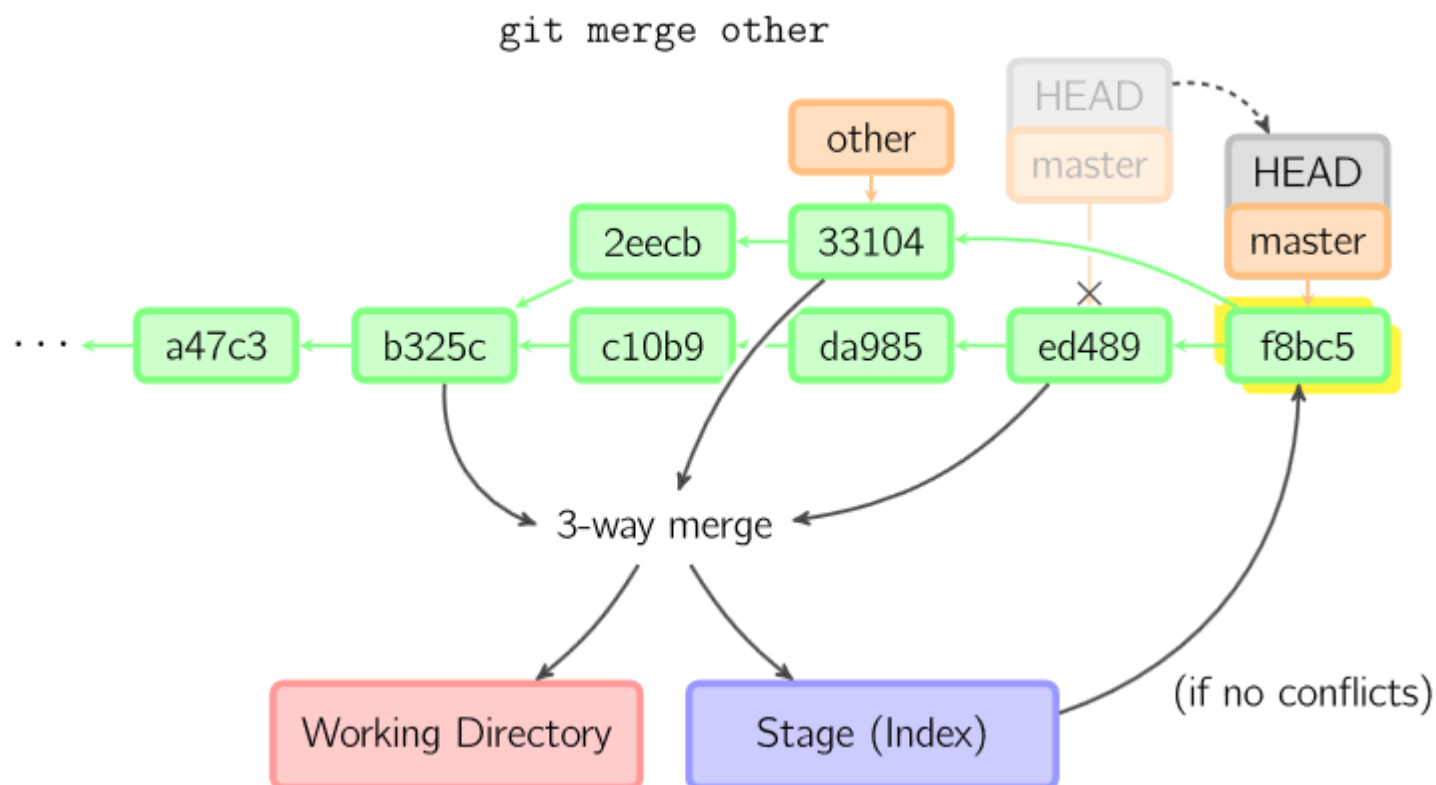 git merge other
HEAD
master
other
HEAD
master
2eecb
33104
... a47c3
b325c
c10b9
da985
ed489
f8bc5
3-way merge
(if no conflicts)
Working Directory
Stage (Index)